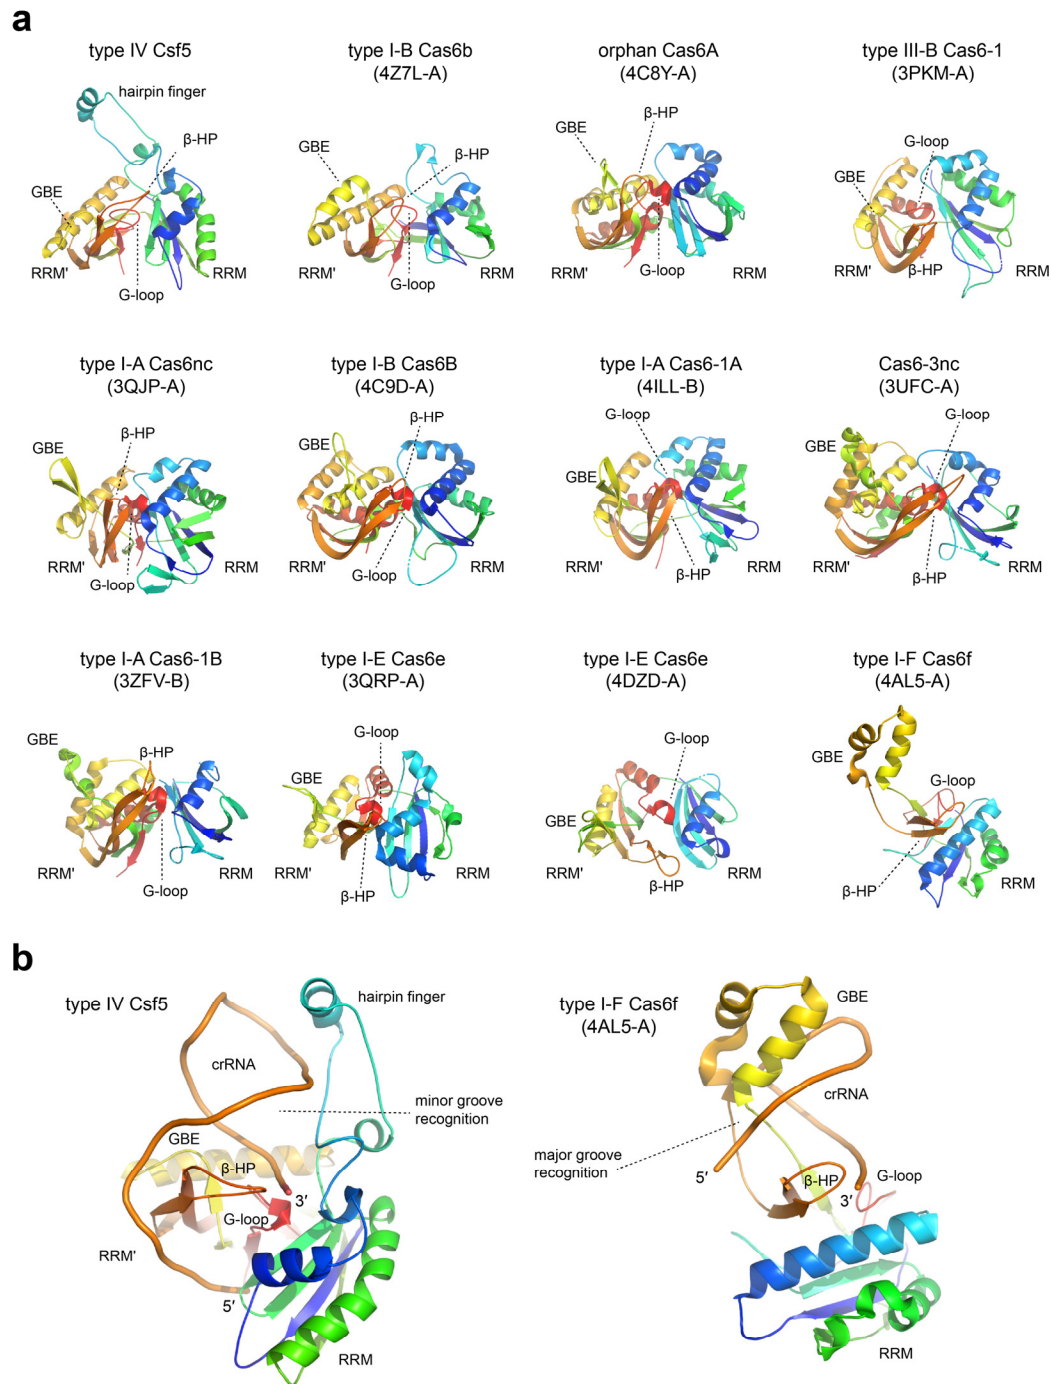 a
type IV Csf5
hairpin finger
β-HP
GBE
RRM'
RRM
G-loop
type I-B Cas6b
(4Z7L-A)
GBE
β-HP
RRM'
RRM
G-loop
orphan Cas6A
(4C8Y-A)
β-HP
GBE
RRM'
G-loop
RRM
type III-B Cas6-1
(3PKM-A)
G-loop
GBE
RRM'
β-HP
RRM
type I-A Cas6nc
(3QJP-A)
β-HP
GBE
RRM'
RRM
G-loop
type I-B Cas6B
(4C9D-A)
β-HP
GBE
RRM'
RRM
G-loop
type I-A Cas6-1A
(4ILL-B)
G-loop
GBE
RRM'
RRM
β-HP
Cas6-3nc
(3UFC-A)
G-loop
GBE
RRM'
RRM
β-HP
type I-A Cas6-1B
(3ZFV-B)
GBE
β-HP
RRM'
RRM
G-loop
type I-E Cas6e
(3QRP-A)
G-loop
GBE
RRM'
RRM
β-HP
type I-E Cas6e
(4DZD-A)
G-loop
GBE
RRM'
β-HP
RRM
type I-F Cas6f
(4AL5-A)
GBE
G-loop
β-HP
RRM
b
type IV Csf5
hairpin finger
crRNA
minor groove
recognition
GBE
β-HP
3′
G-loop
RRM'
5′
RRM
type I-F Cas6f
(4AL5-A)
GBE
crRNA
major groove
recognition
5′
β-HP
3′
G-loop
RRM